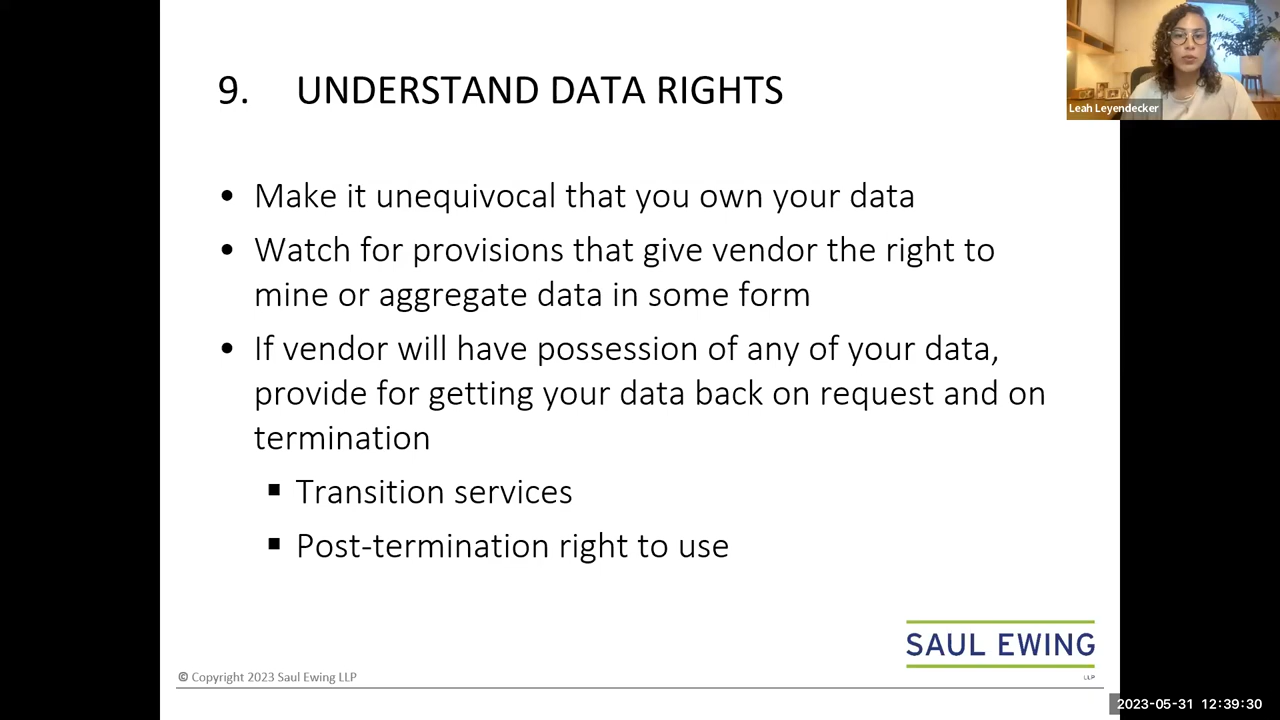 9. UNDERSTAND DATA RIGHTS
Leah Leyendecker
• Make it unequivocal that you own your data
• Watch for provisions that give vendor the right to
mine or aggregate data in some form
• If vendor will have possession of any of your data,
provide for getting your data back on request and on
termination
▪ Transition services
▪ Post-termination right to use
SAUL EWING
LLP
© Copyright 2023 Saul Ewing LLP
2023-05-31 12:39:30